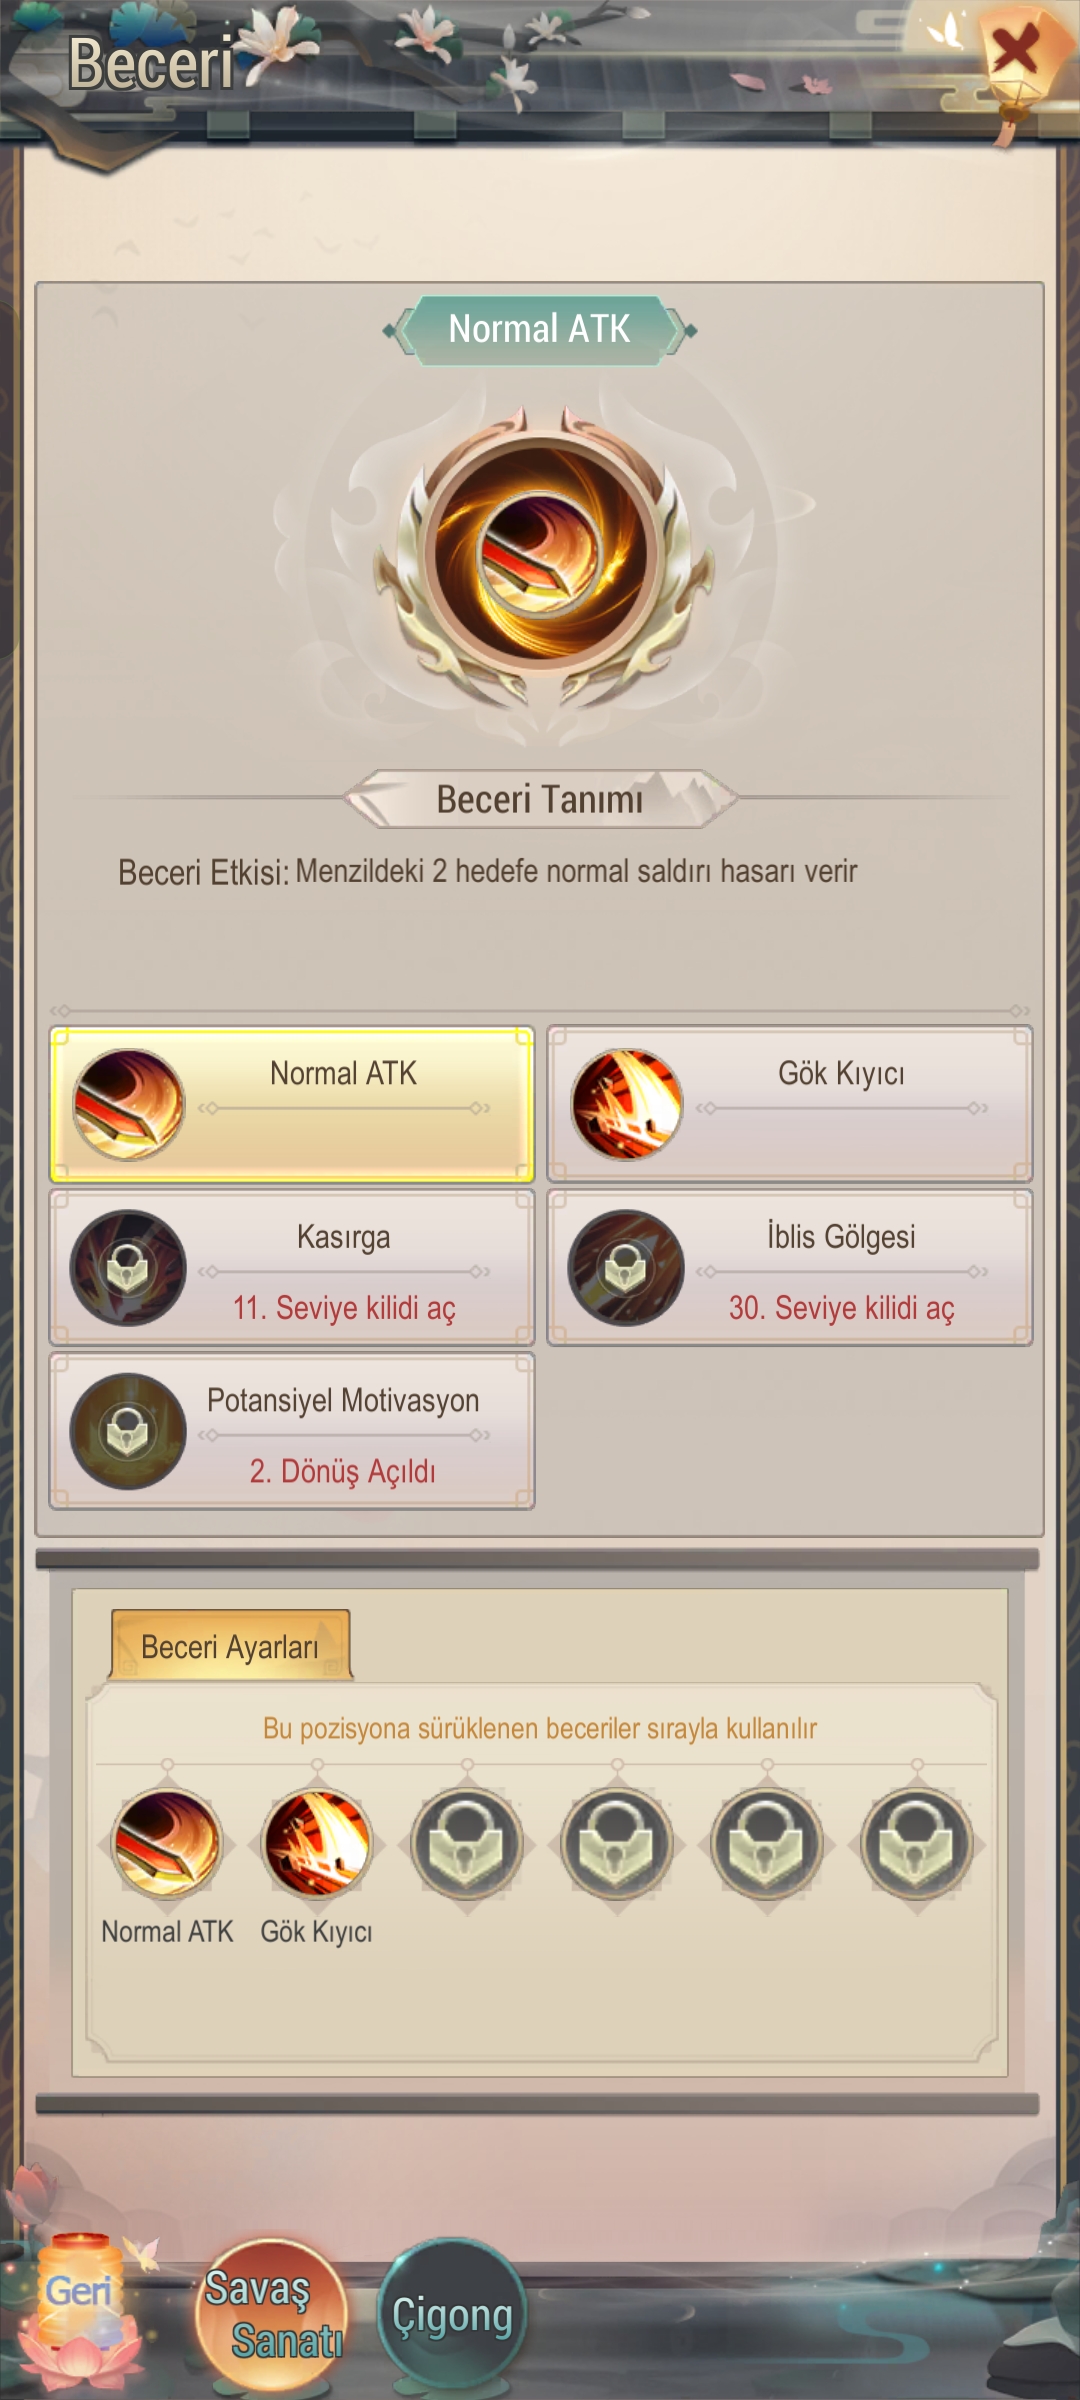 Beceri
Normal ATK
Beceri Tanımı
Beceri Etkisi: Menzildeki 2 hedefe normal saldırı hasarı verir
Normal ATK
Gök Kıyıcı
Kasırga
11. Seviye kilidi aç
İblis Gölgesi
30. Seviye kilidi aç
Potansiyel Motivasyon
2. Dönüş Açıldı
Beceri Ayarları
Bu pozisyona sürüklenen beceriler sırayla kullanılır
Normal ATK
Gök Kıyıcı
Geri
Savaş
Sanatı
Çigong